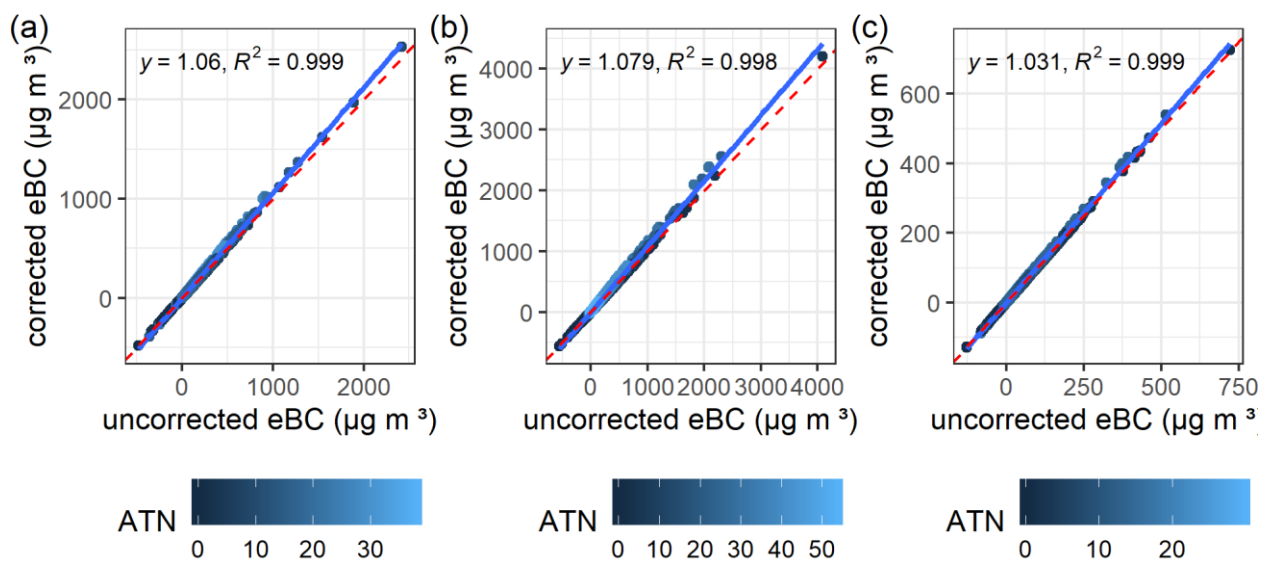 (a)
y = 1.06, R² = 0.999
corrected eBC (µg m ³)
2000
1000
0
0 1000 2000
uncorrected eBC (µg m ³)
ATN
0 10 20 30
(b)
y = 1.079, R² = 0.998
corrected eBC (µg m ³)
4000
3000
2000
1000
0
0 1000 2000 3000 4000
uncorrected eBC (µg m ³)
ATN
0 10 20 30 40 50
(c)
y = 1.031, R² = 0.999
corrected eBC (µg m ³)
600
400
200
0
0 250 500 750
uncorrected eBC (µg m ³
ATN
0 10 20